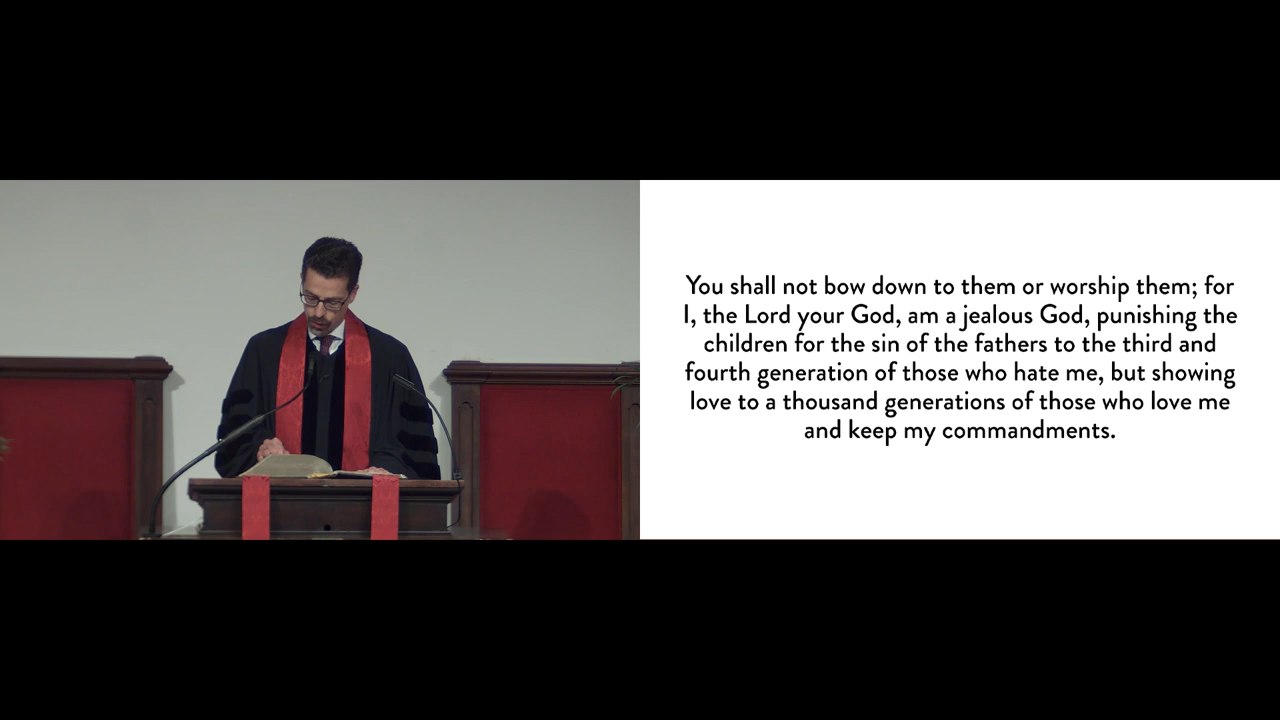 You shall not bow down to them or worship them; for
I, the Lord your God, am a jealous God, punishing the
children for the sin of the fathers to the third and
fourth generation of those who hate me, but showing
love to a thousand generations of those who love me
and keep my commandments.